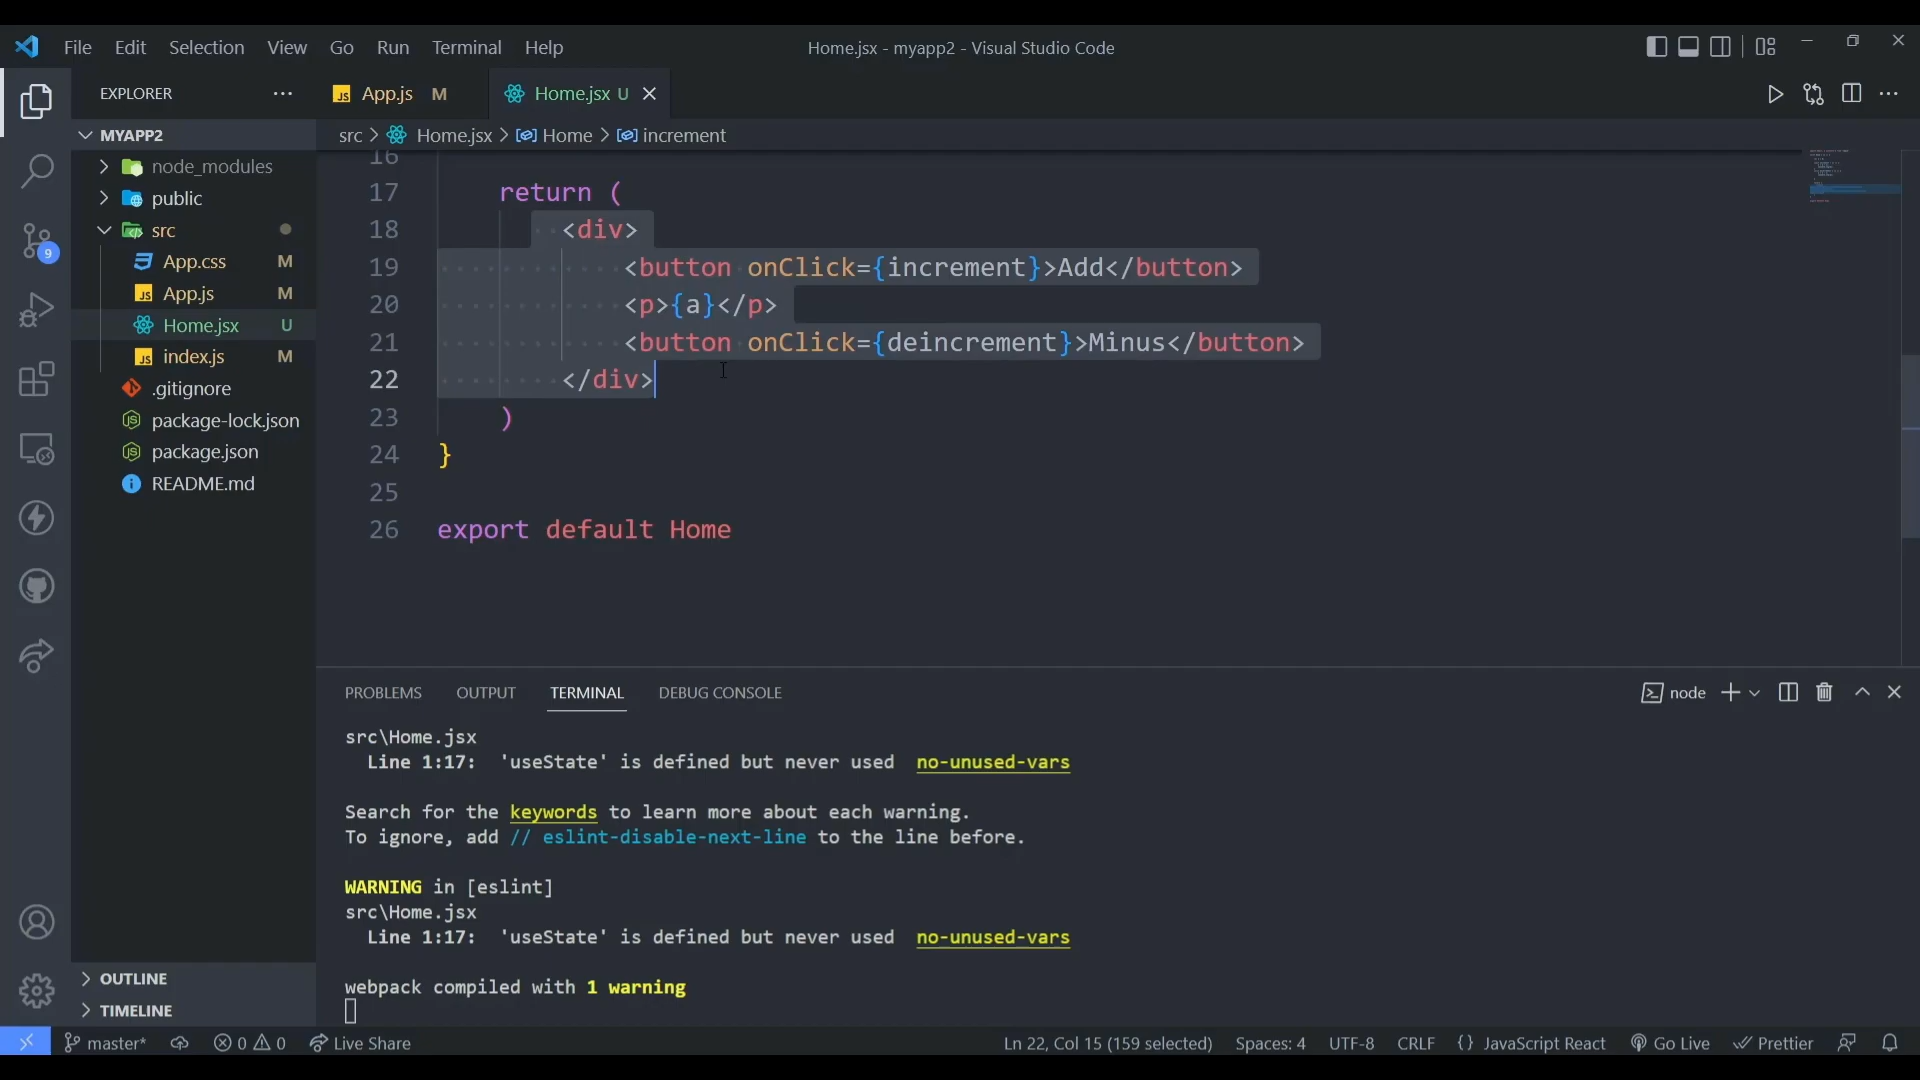 File Edit Selection View Go Run Terminal Help
Home.jsx - myapp2 - Visual Studio Code
EXPLORER
App.js M
Home.jsx U
MYAPP2
src > Home.jsx > Home > increment
node_modules
public
src
App.css M
App.js M
Home.jsx U
index.js M
.gitignore
package-lock.json
package.json
README.md
OUTLINE
TIMELINE
9
16
17 return (
18 <div>
19 <button onClick={increment}>Add</button>
20 <p>{a}</p>
21 <button onClick={deincrement}>Minus</button>
22 </div>
23 )
24 }
25
26 export default Home
PROBLEMS OUTPUT TERMINAL DEBUG CONSOLE
node
src\Home.jsx
Line 1:17: 'useState' is defined but never used no-unused-vars
Search for the keywords to learn more about each warning.
To ignore, add // eslint-disable-next-line to the line before.
WARNING in [eslint]
src\Home.jsx
Line 1:17: 'useState' is defined but never used no-unused-vars
webpack compiled with 1 warning
master* 0 0 Live Share
Ln 22, Col 15 (159 selected) Spaces: 4 UTF-8 CRLF {} JavaScript React Go Live Prettier